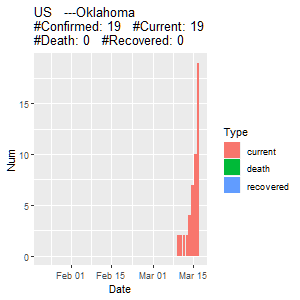 US   ---Oklahoma
#Confirmed: 19   #Current: 19
#Death: 0   #Recovered: 0
15
10
5
0
Num
Feb 01
Feb 15
Mar 01
Mar 15
Date
Type
current
death
recovered